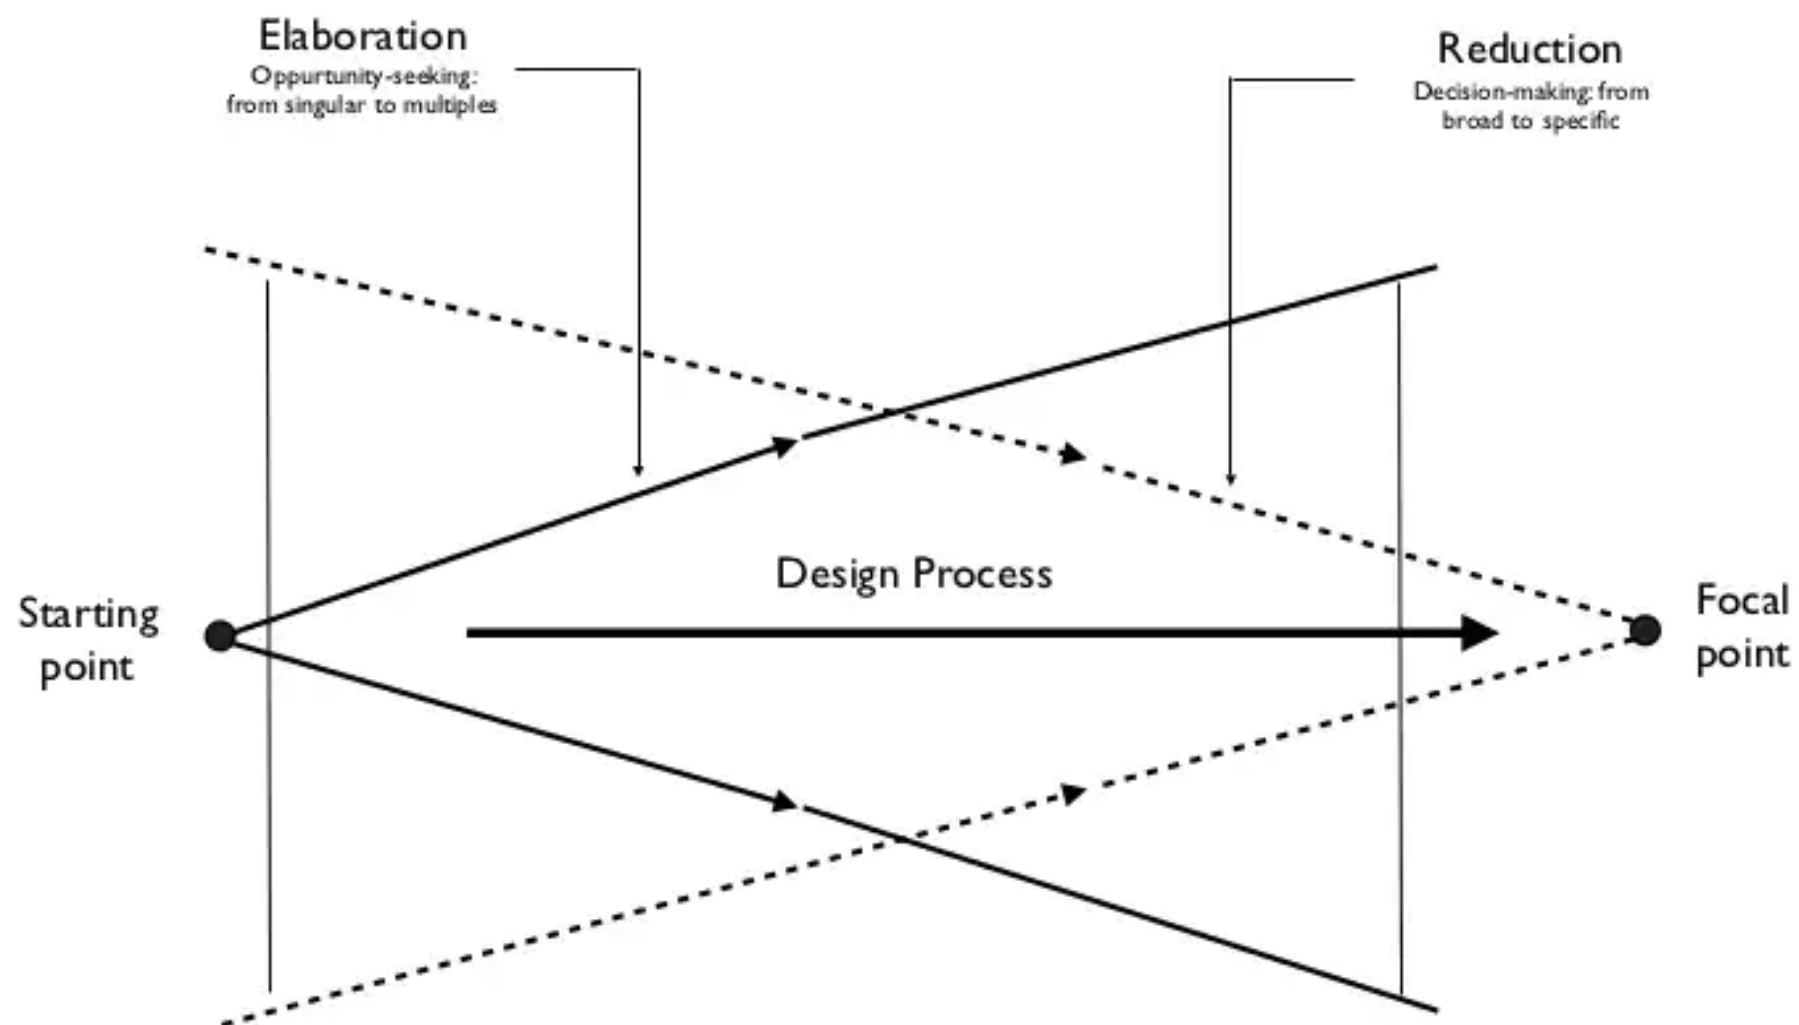 Elaboration
Oppurtunity-seeking:
from singular to multiples
Reduction
Decision-making: from
broad to specific
Design Process
Starting
point
Focal
point